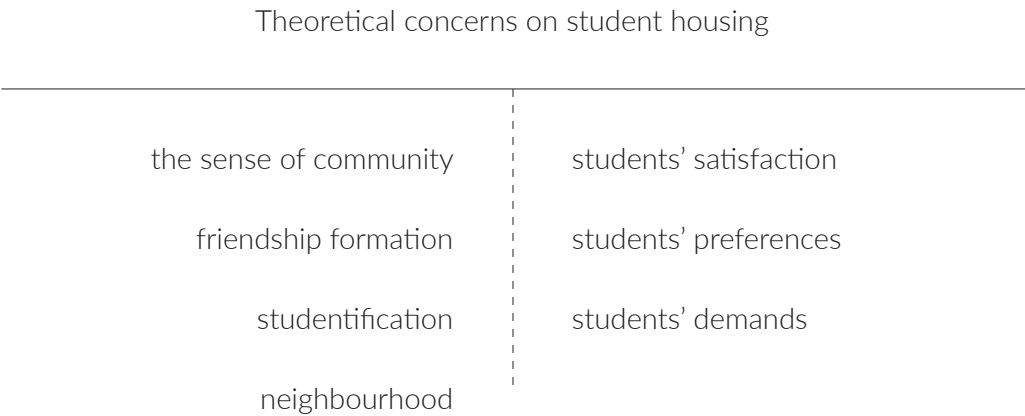 Theoretical concerns on student housing
the sense of community
friendship formation
studentification
neighbourhood
students’ satisfaction
students’ preferences
students’ demands